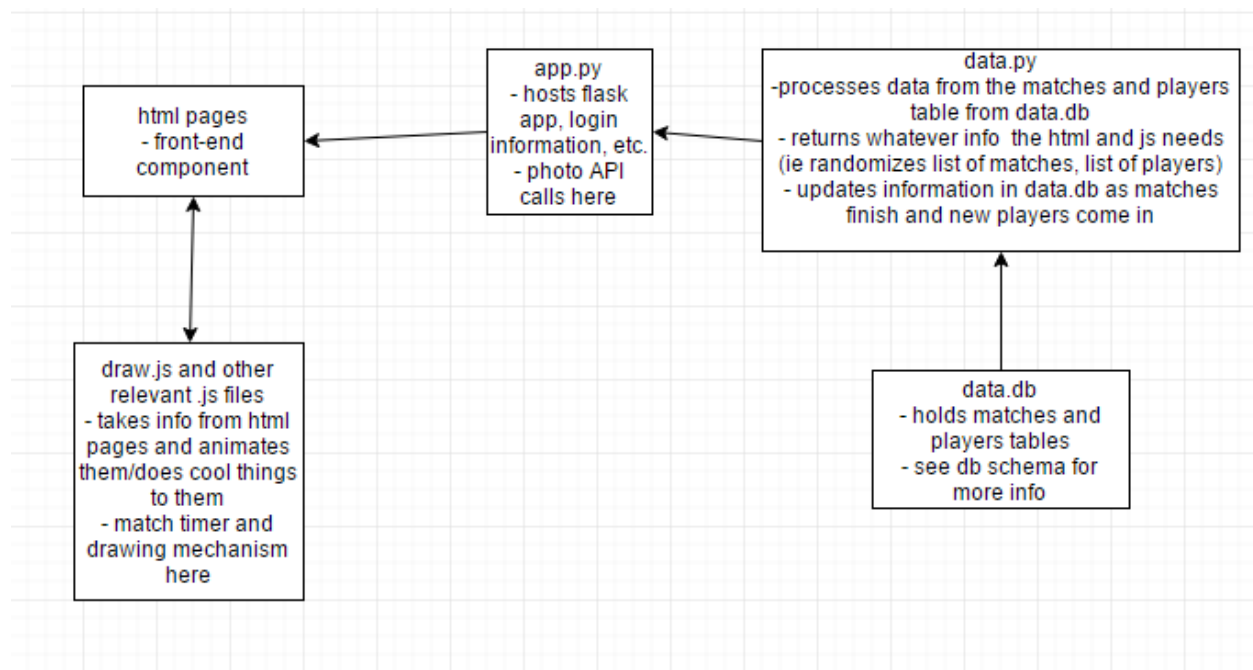 html pages
- front-end
component
app.py
- hosts flask
app, login
information, etc.
- photo API
calls here
data.py
-processes data from the matches and players
table from data.db
- returns whatever info  the html and js needs
(ie randomizes list of matches, list of players)
- updates information in data.db as matches
finish and new players come in
draw.js and other
relevant .js files
- takes info from html
pages and animates
them/does cool things
to them
- match timer and
drawing mechanism
here
data.db
- holds matches and
players tables
- see db schema for
more info